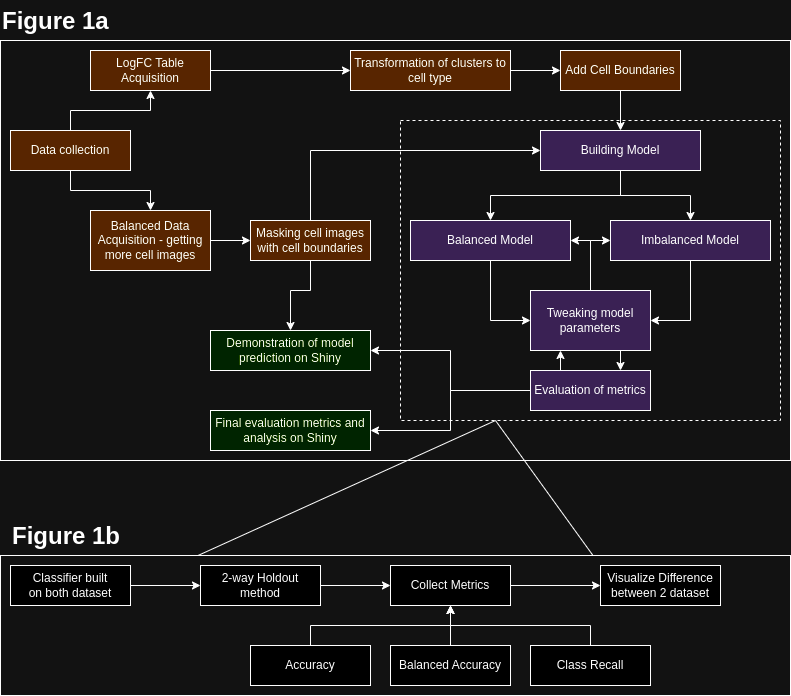 Figure 1a
LogFC Table
Acquisition
Transformation of clusters to
cell type
Add Cell Boundaries
Data collection
Building Model
Balanced Data
Acquisition - getting
more cell images
Masking cell images
with cell boundaries
Balanced Model
Imbalanced Model
Tweaking model
parameters
Demonstration of model
prediction on Shiny
Evaluation of metrics
Final evaluation metrics and
analysis on Shiny
Figure 1b
Classifier built
on both dataset
2-way Holdout
method
Collect Metrics
Visualize Difference
between 2 dataset
Accuracy
Balanced Accuracy
Class Recall